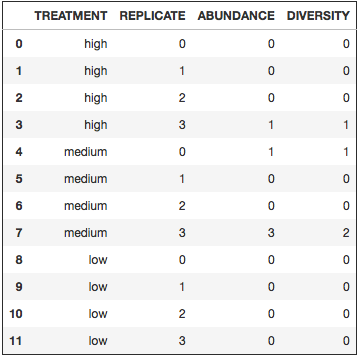 TREATMENT REPLICATE ABUNDANCE DIVERSITY
0 high 0 0 0
1 high 1 0 0
2 high 2 0 0
3 high 3 1 1
4 medium 0 1 1
5 medium 1 0 0
6 medium 2 0 0
7 medium 3 3 2
8 low 0 0 0
9 low 1 0 0
10 low 2 0 0
11 low 3 0 0